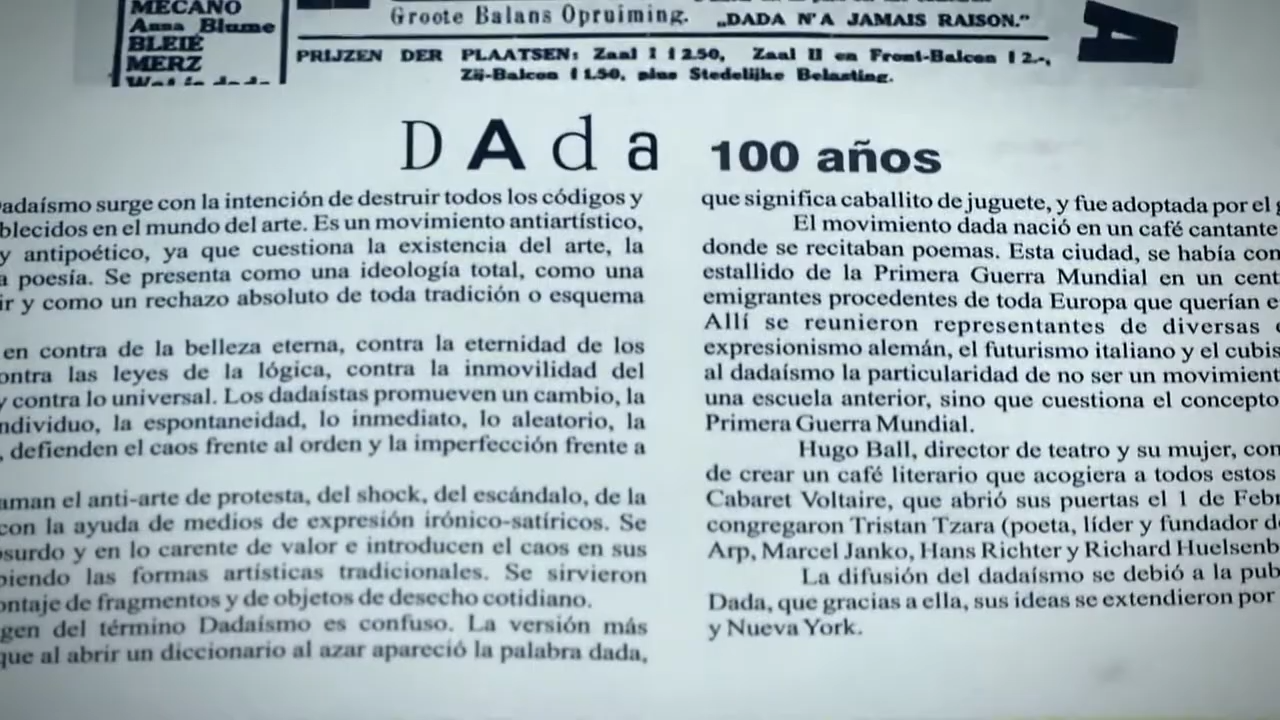 MECANO
Anna Blume
BLEIE
MERZ
Groote Balans Opruiming. „DADA N'A JAMAIS RAISON.”
PRIJZEN DER PLAATSEN: Zaal I f 2.50, Zaal II en Front-Balcon f 2.-,
Zij-Balcon f 1.50, plus Stedelijke Belasting.
A
DAda 100 años
adaísmo surge con la intención de destruir todos los códigos y
blecidos en el mundo del arte. Es un movimiento antiartístico,
y antipoético, ya que cuestiona la existencia del arte, la
a poesía. Se presenta como una ideología total, como una
ir y como un rechazo absoluto de toda tradición o esquema
en contra de la belleza eterna, contra la eternidad de los
ontra las leyes de la lógica, contra la inmovilidad del
y contra lo universal. Los dadaístas promueven un cambio, la
ndividuo, la espontaneidad, lo inmediato, lo aleatorio, la
, defienden el caos frente al orden y la imperfección frente a
aman el anti-arte de protesta, del shock, del escándalo, de la
con la ayuda de medios de expresión irónico-satíricos. Se
bsurdo y en lo carente de valor e introducen el caos en sus
piendo las formas artísticas tradicionales. Se sirvieron
ontaje de fragmentos y de objetos de desecho cotidiano.
gen del término Dadaísmo es confuso. La versión más
que al abrir un diccionario al azar apareció la palabra dada,
que significa caballito de juguete, y fue adoptada por el
El movimiento dada nació en un café cantante
donde se recitaban poemas. Esta ciudad, se había con
estallido de la Primera Guerra Mundial en un cent
emigrantes procedentes de toda Europa que querían e
Allí se reunieron representantes de diversas
expresionismo alemán, el futurismo italiano y el cubis
al dadaísmo la particularidad de no ser un movimient
una escuela anterior, sino que cuestiona el concepto
Primera Guerra Mundial.
Hugo Ball, director de teatro y su mujer, con
de crear un café literario que acogiera a todos estos
Cabaret Voltaire, que abrió sus puertas el 1 de Febr
congregaron Tristan Tzara (poeta, líder y fundador de
Arp, Marcel Janko, Hans Richter y Richard Huelsenb
La difusión del dadaísmo se debió a la pub
Dada, que gracias a ella, sus ideas se extendieron por
y Nueva York.